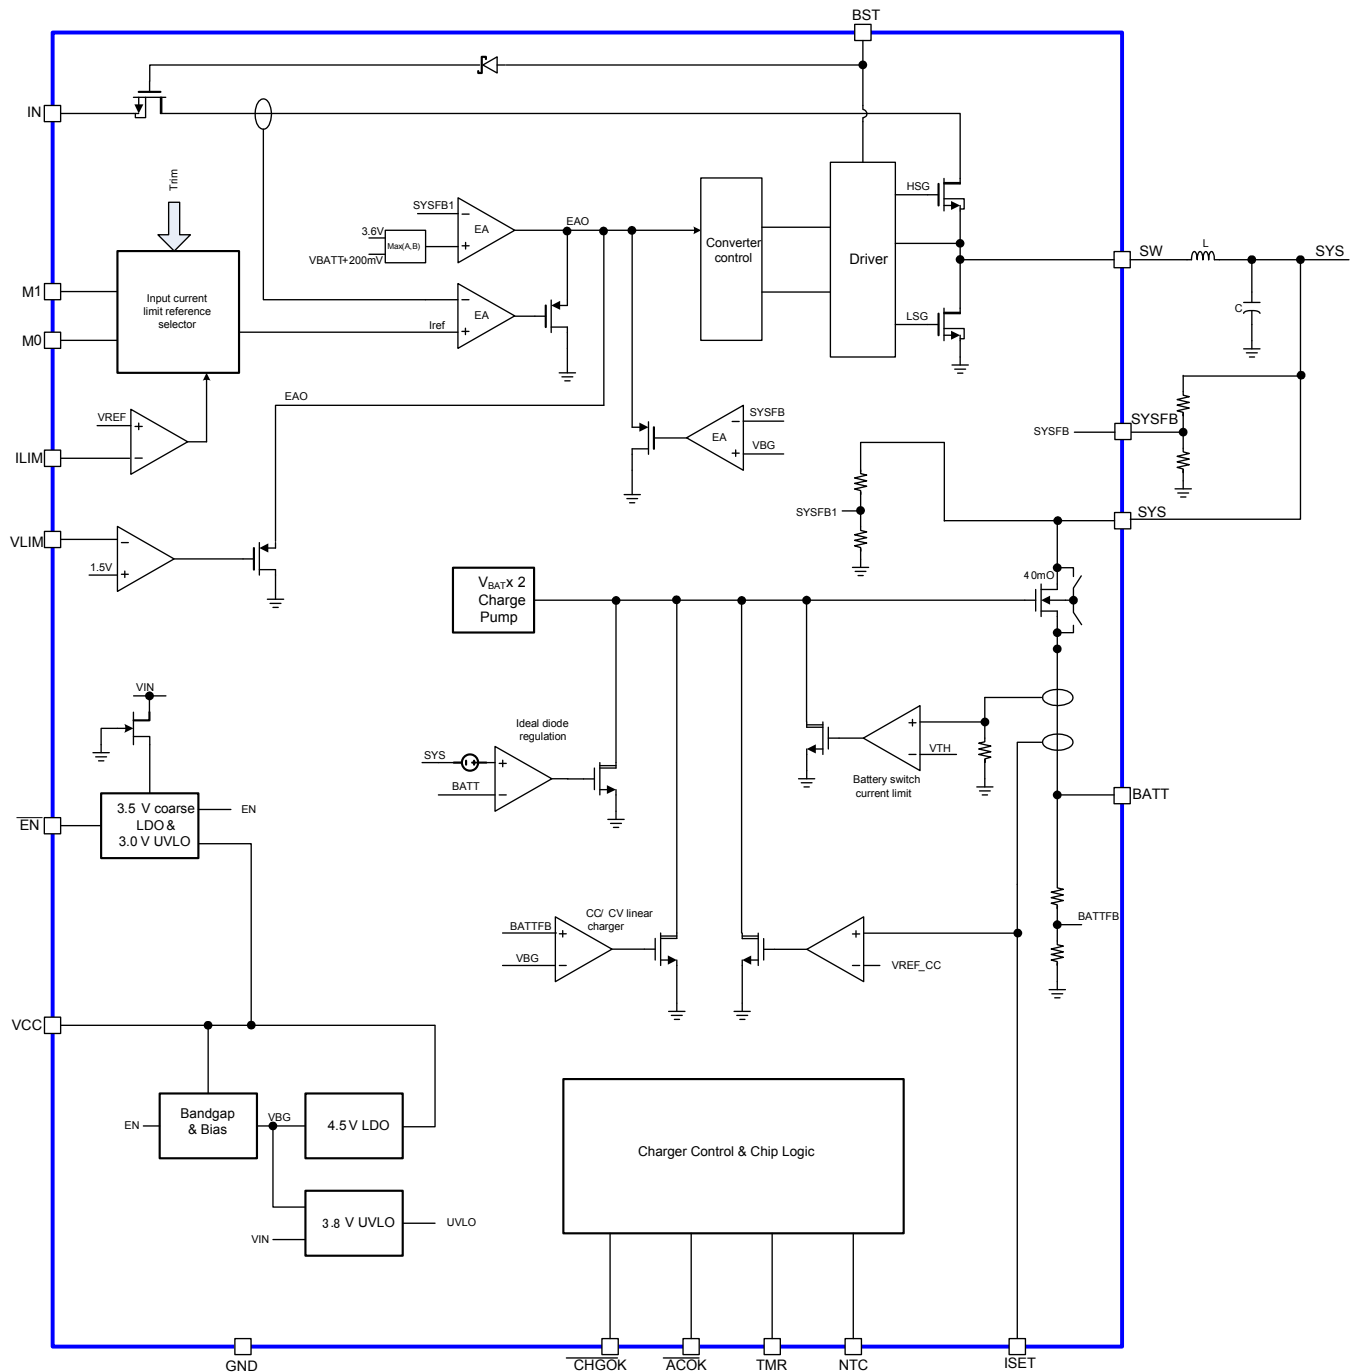 BST
IN
Trim
HSG
SYSFB1
EA
EAO
3.6V
Max(A,B)
VBATT+200mV
Converter
control
Driver
SW
L
SYS
M1
Input current
limit reference
selector
EA
Iref
M0
LSG
C
EAO
VREF
SYSFB
EA
VBG
SYSFB
SYSFB
ILIM
SYSFB1
SYS
VLIM
1.5V
VBAT x 2
Charge
Pump
40mO
VIN
Ideal diode
regulation
SYS
BATT
VTH
Battery switch
current limit
BATT
EN
3.5 V coarse
LDO &
3.0 V UVLO
EN
CC/ CV linear
charger
BATTFB
VBG
VREF_CC
BATTFB
VCC
EN
Bandgap
& Bias
VBG
4.5 V LDO
Charger Control & Chip Logic
3.8 V UVLO
UVLO
VIN
GND
CHGOK
ACOK
TMR
NTC
ISET